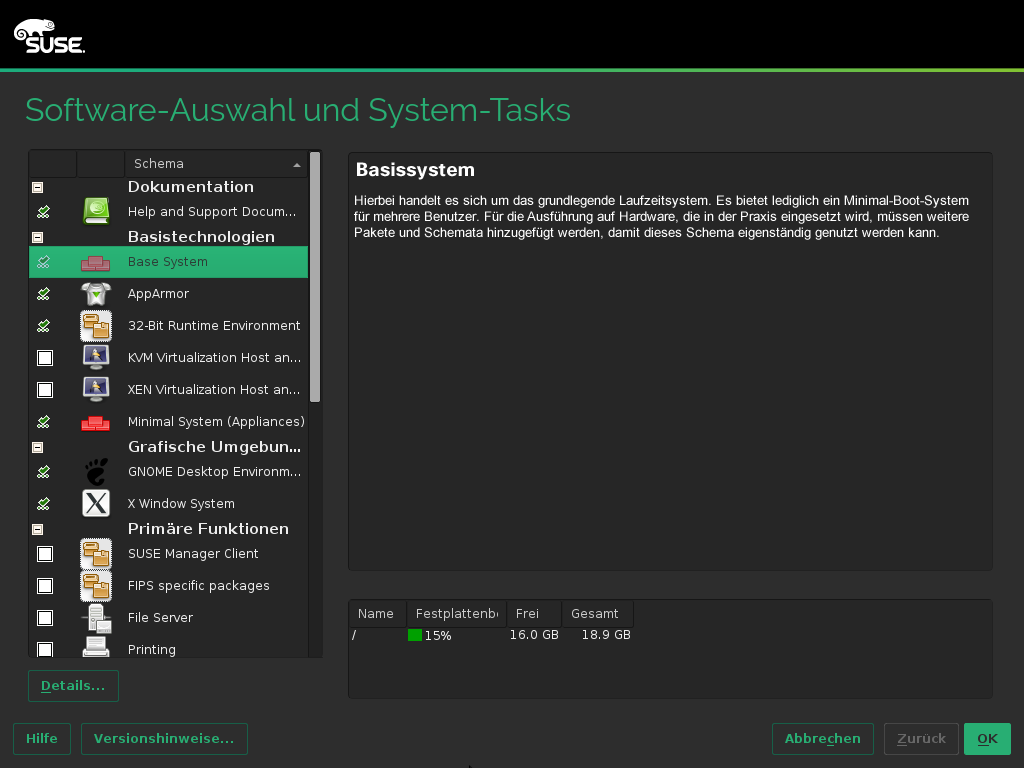 SUSE
Software-Auswahl und System-Tasks
Schema
Dokumentation
Help and Support Docum...
Basistechnologien
Base System
AppArmor
32-Bit Runtime Environment
KVM Virtualization Host an...
XEN Virtualization Host an...
Minimal System (Appliances)
Grafische Umgebun...
GNOME Desktop Environm...
X Window System
Primäre Funktionen
SUSE Manager Client
FIPS specific packages
File Server
Printing
Details...
Basissystem
Hierbei handelt es sich um das grundlegende Laufzeitsystem. Es bietet lediglich ein Minimal-Boot-System
für mehrere Benutzer. Für die Ausführung auf Hardware, die in der Praxis eingesetzt wird, müssen weitere
Pakete und Schemata hinzugefügt werden, damit dieses Schema eigenständig genutzt werden kann.
Name Festplattenb Frei Gesamt
/ 15% 16.0 GB 18.9 GB
Hilfe Versionshinweise... Abbrechen Zurück OK